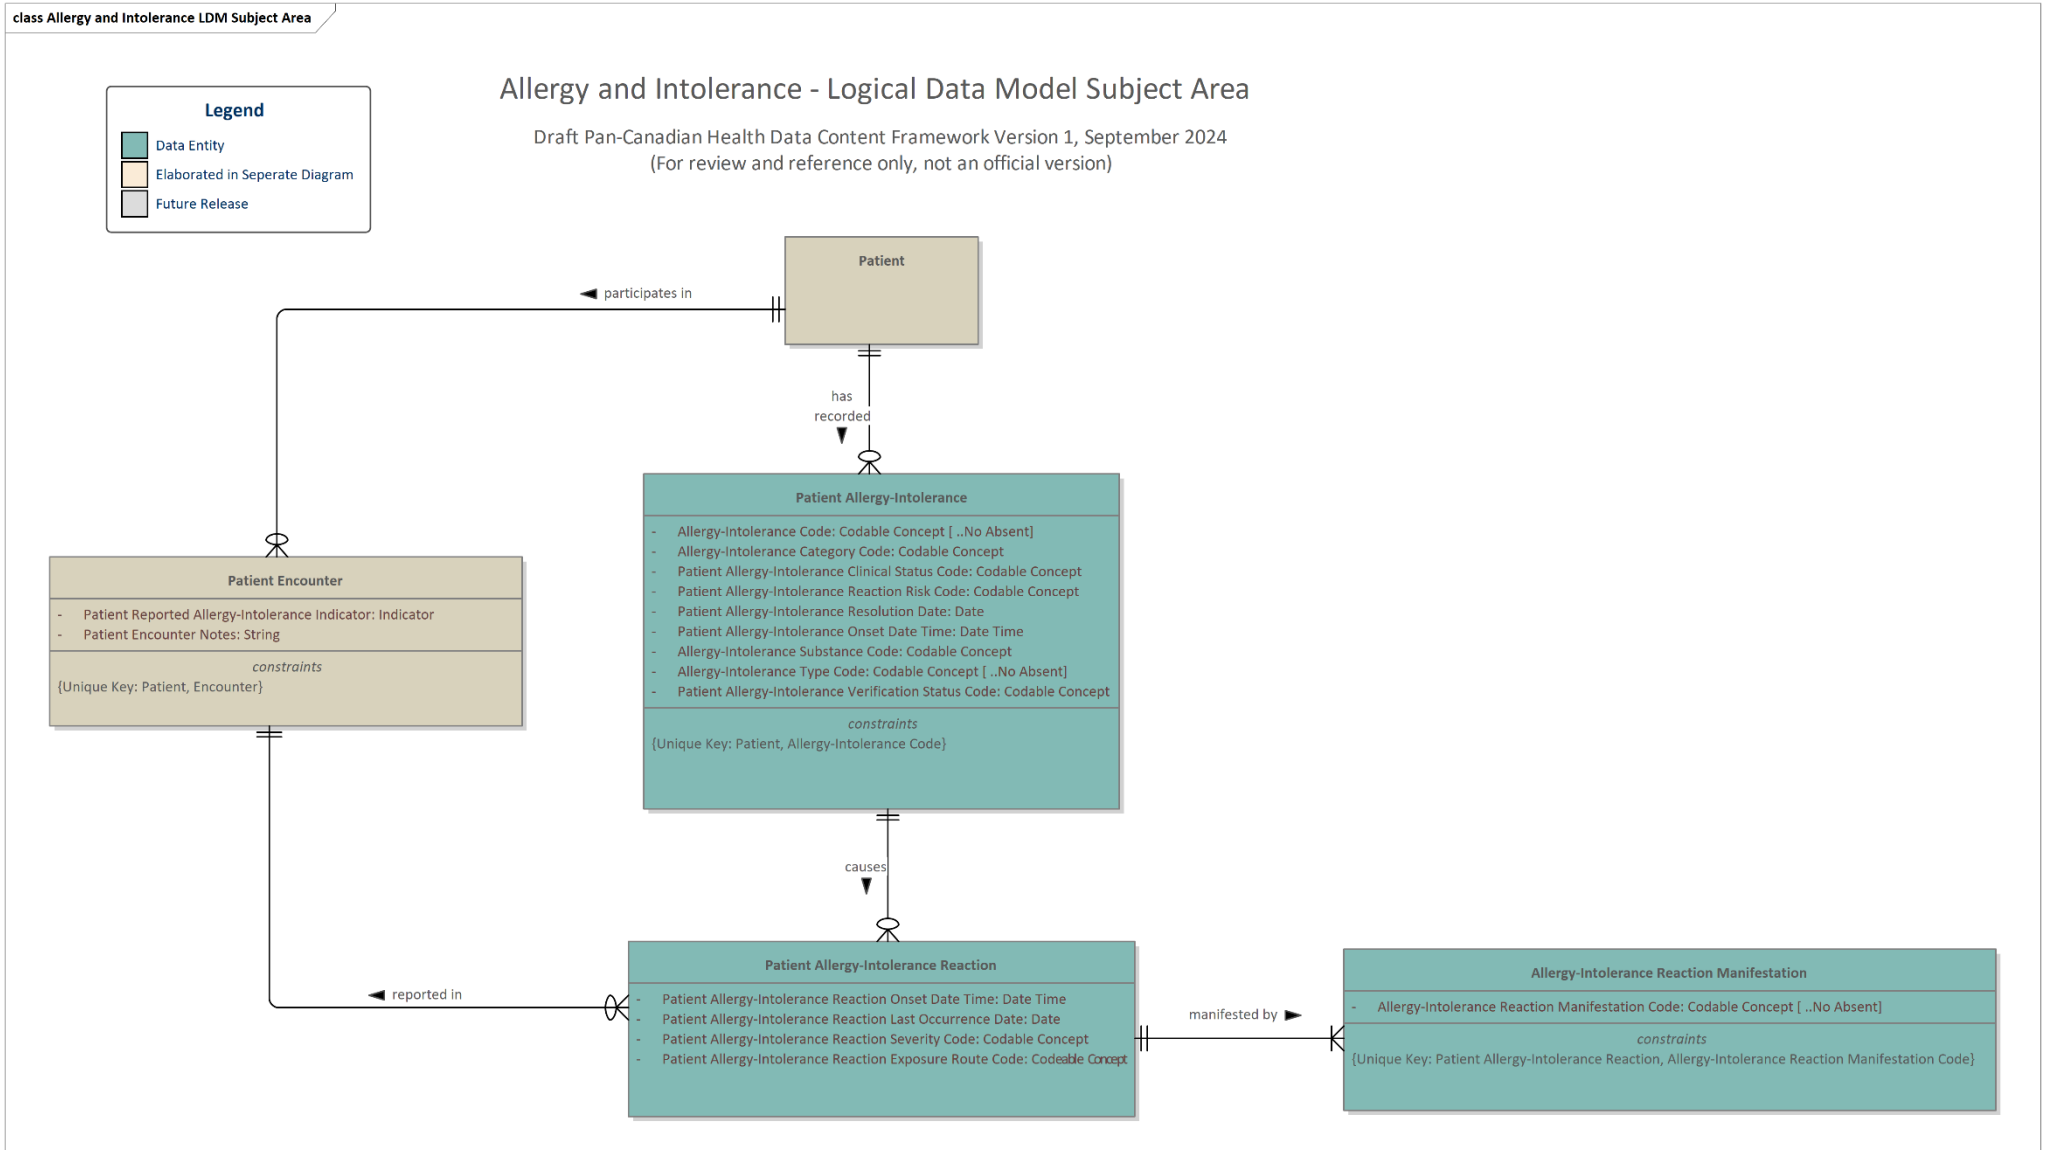 class Allergy and Intolerance LDM Subject Area
Allergy and Intolerance - Logical Data Model Subject Area
Draft Pan-Canadian Health Data Content Framework Version 1, September 2024
(For review and reference only, not an official version)
Legend
Data Entity
Elaborated in Seperate Diagram
Future Release
Patient
participates in
has
recorded
Patient Allergy-Intolerance
- Allergy-Intolerance Code: Codable Concept [ ..No Absent]
- Allergy-Intolerance Category Code: Codable Concept
- Patient Allergy-Intolerance Clinical Status Code: Codable Concept
- Patient Allergy-Intolerance Reaction Risk Code: Codable Concept
- Patient Allergy-Intolerance Resolution Date: Date
- Patient Allergy-Intolerance Onset Date Time: Date Time
- Allergy-Intolerance Substance Code: Codable Concept
- Allergy-Intolerance Type Code: Codable Concept [ ..No Absent]
- Patient Allergy-Intolerance Verification Status Code: Codable Concept
constraints
{Unique Key: Patient, Allergy-Intolerance Code}
Patient Encounter
- Patient Reported Allergy-Intolerance Indicator: Indicator
- Patient Encounter Notes: String
constraints
{Unique Key: Patient, Encounter}
causes
reported in
Patient Allergy-Intolerance Reaction
- Patient Allergy-Intolerance Reaction Onset Date Time: Date Time
- Patient Allergy-Intolerance Reaction Last Occurrence Date: Date
- Patient Allergy-Intolerance Reaction Severity Code: Codable Concept
- Patient Allergy-Intolerance Reaction Exposure Route Code: Codeable Concept
manifested by
Allergy-Intolerance Reaction Manifestation
- Allergy-Intolerance Reaction Manifestation Code: Codable Concept [ ..No Absent]
constraints
{Unique Key: Patient Allergy-Intolerance Reaction, Allergy-Intolerance Reaction Manifestation Code}